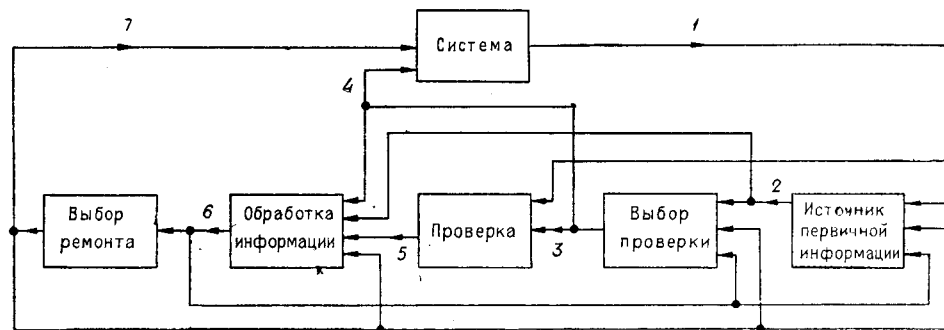 7
1
Система
4
2
Выбор
ремонта
6
Обработка
информации
5
Проверка
3
Выбор
проверки
Источник
первичной
информации